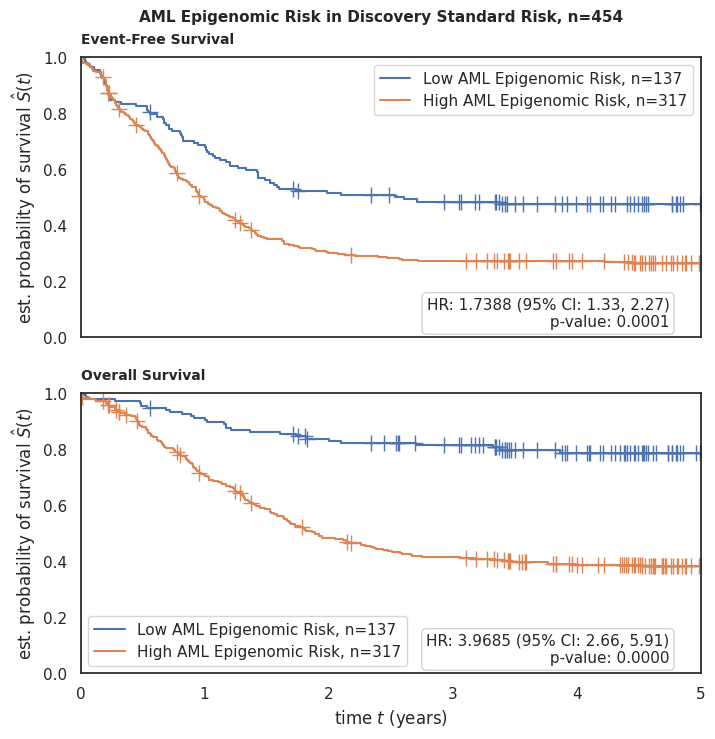 AML Epigenomic Risk in Discovery Standard Risk, n=454
Event-Free Survival
1.0
0.8
0.6
0.4
0.2
0.0
est. probability of survival Ŝ(t)
Low AML Epigenomic Risk, n=137
High AML Epigenomic Risk, n=317
HR: 1.7388 (95% CI: 1.33, 2.27)
p-value: 0.0001
Overall Survival
1.0
0.8
0.6
0.4
0.2
0.0
est. probability of survival Ŝ(t)
Low AML Epigenomic Risk, n=137
High AML Epigenomic Risk, n=317
HR: 3.9685 (95% CI: 2.66, 5.91)
p-value: 0.0000
0 1 2 3 4 5
time t (years)